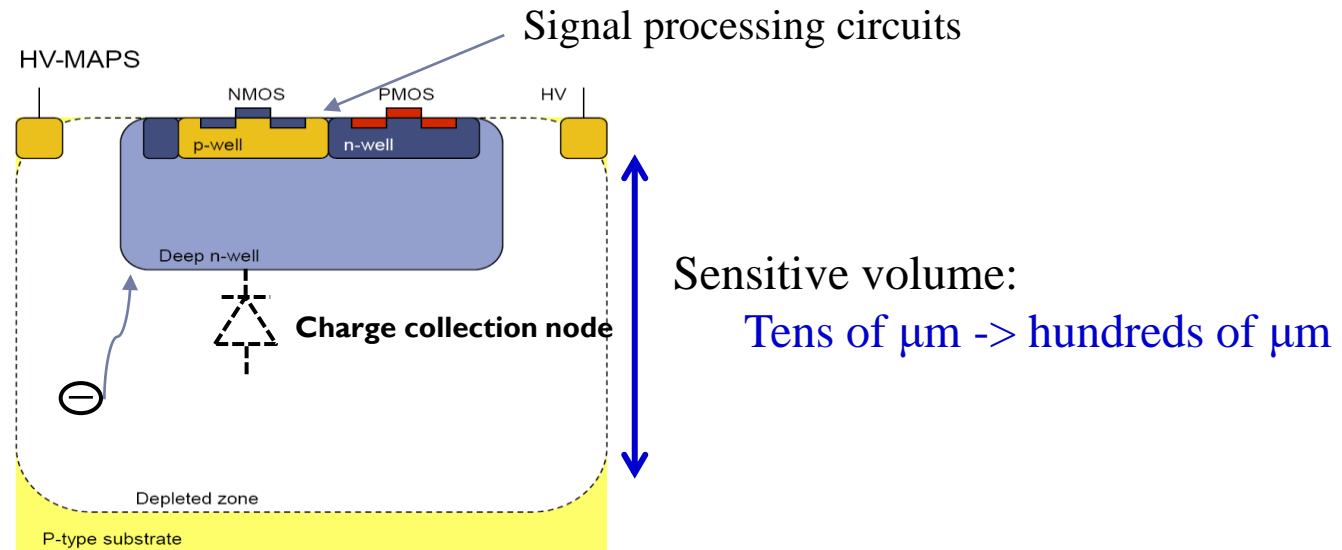 Signal processing circuits
HV-MAPS
NMOS
PMOS
HV
p-well
n-well
Deep n-well
Sensitive volume:
Charge collection node
Tens of μm -> hundreds of μm
Depleted zone
P-type substrate